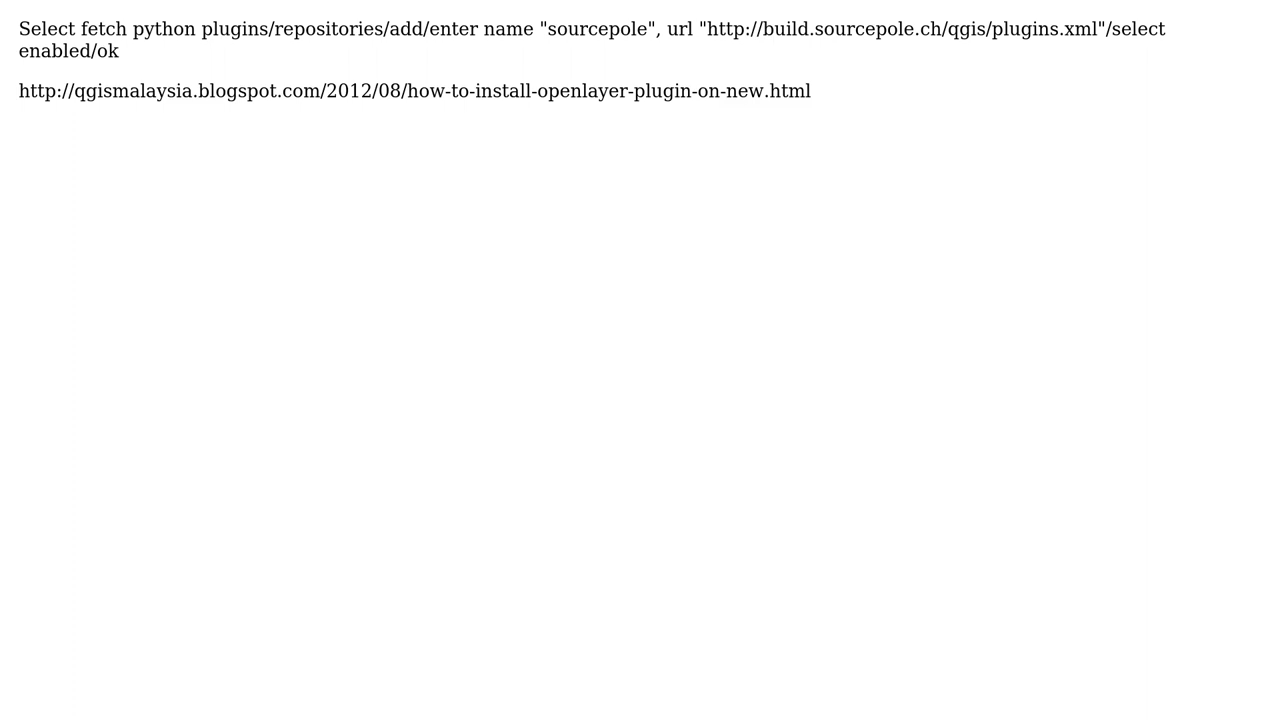 Select fetch python plugins/repositories/add/enter name "sourcepole", url "http://build.sourcepole.ch/qgis/plugins.xml"/select
enabled/ok
http://qgismalaysia.blogspot.com/2012/08/how-to-install-openlayer-plugin-on-new.html